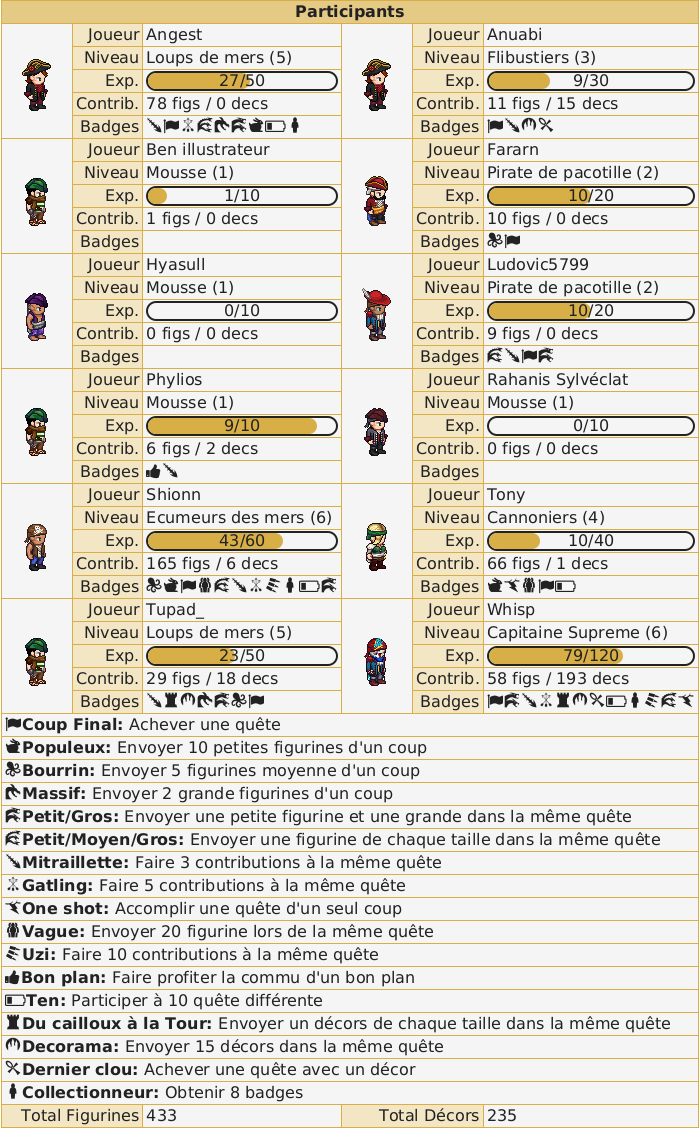 Participants
Joueur Angest Joueur Anuabi
Niveau Loups de mers (5) Niveau Flibustiers (3)
Exp. 27/50 Exp. 9/30
Contrib. 78 figs / 0 decs Contrib. 11 figs / 15 decs
Badges Badges
Joueur Ben illustrateur Joueur Fararn
Niveau Mousse (1) Niveau Pirate de pacotille (2)
Exp. 1/10 Exp. 10/20
Contrib. 1 figs / 0 decs Contrib. 10 figs / 0 decs
Badges Badges
Joueur Hyasull Joueur Ludovic5799
Niveau Mousse (1) Niveau Pirate de pacotille (2)
Exp. 0/10 Exp. 10/20
Contrib. 0 figs / 0 decs Contrib. 9 figs / 0 decs
Badges Badges
Joueur Phylios Joueur Rahanis Sylvéclat
Niveau Mousse (1) Niveau Mousse (1)
Exp. 9/10 Exp. 0/10
Contrib. 6 figs / 2 decs Contrib. 0 figs / 0 decs
Badges Badges
Joueur Shionn Joueur Tony
Niveau Ecumeurs des mers (6) Niveau Cannoniers (4)
Exp. 43/60 Exp. 10/40
Contrib. 165 figs / 6 decs Contrib. 66 figs / 1 decs
Badges Badges
Joueur Tupad_ Joueur Whisp
Niveau Loups de mers (5) Niveau Capitaine Supreme (6)
Exp. 23/50 Exp. 79/120
Contrib. 29 figs / 18 decs Contrib. 58 figs / 193 decs
Badges Badges
Coup Final: Achever une quête
Populeux: Envoyer 10 petites figurines d'un coup
Bourrin: Envoyer 5 figurines moyenne d'un coup
Massif: Envoyer 2 grande figurines d'un coup
Petit/Gros: Envoyer une petite figurine et une grande dans la même quête
Petit/Moyen/Gros: Envoyer une figurine de chaque taille dans la même quête
Mitraillette: Faire 3 contributions à la même quête
Gatling: Faire 5 contributions à la même quête
One shot: Accomplir une quête d'un seul coup
Vague: Envoyer 20 figurine lors de la même quête
Uzi: Faire 10 contributions à la même quête
Bon plan: Faire profiter la commu d'un bon plan
Ten: Participer à 10 quête différente
Du cailloux à la Tour: Envoyer un décors de chaque taille dans la même quête
Decorama: Envoyer 15 décors dans la même quête
Dernier clou: Achever une quête avec un décor
Collectionneur: Obtenir 8 badges
Total Figurines 433 Total Décors 235